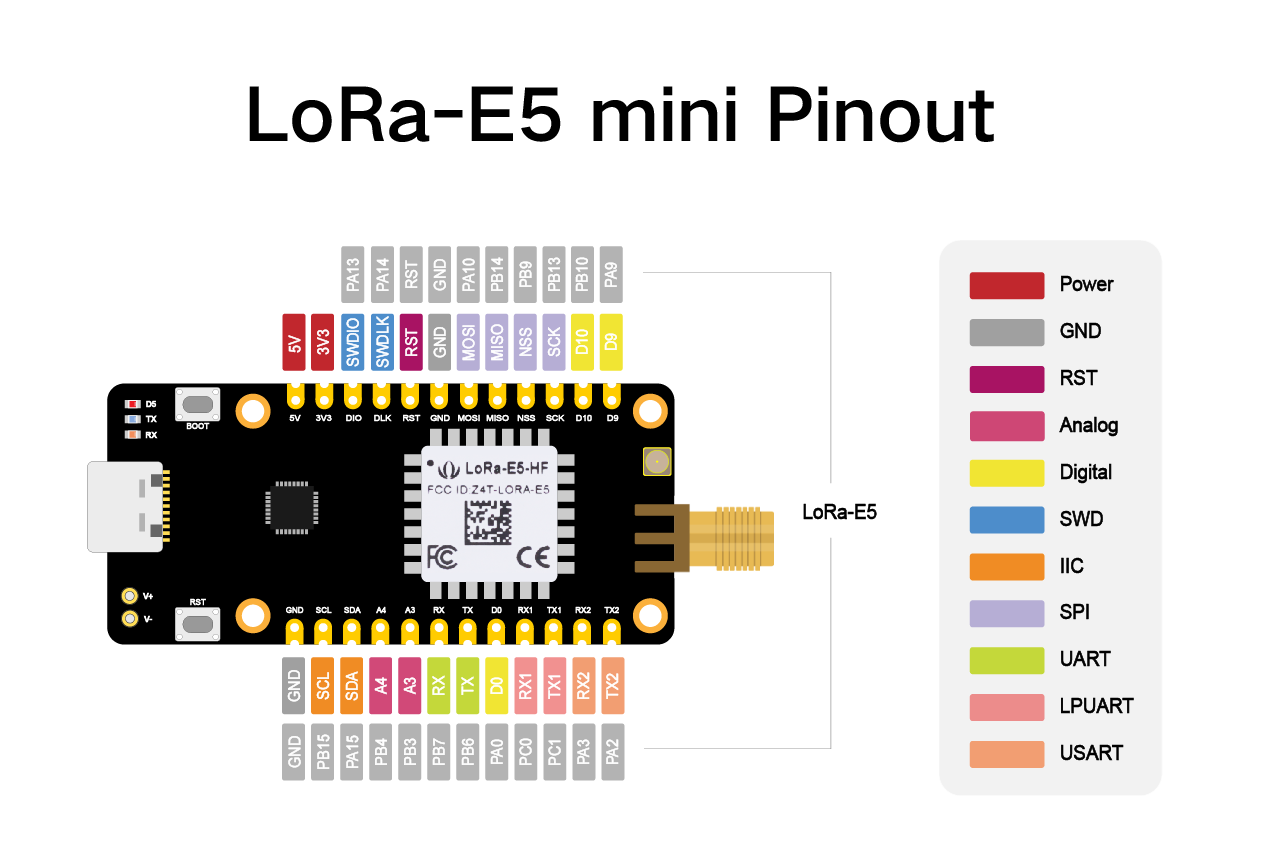 LoRa-E5 mini Pinout
PA13 PA14 RST GND PA10 PB14 PB9 PB13 PB10 PA9
5V 3V3 SWDIO SWDLK RST GND MOSI MISO NSS SCK D10 D9
5V 3V3 DIO DLK RST GND MOSI MISO NSS SCK D10 D9
D5
TX
RX
BOOT
LoRa-E5-HF
FCC ID:Z4T-LORA-E5
FC CE
V+
V-
RST
GND SCL SDA A4 A3 RX TX D0 RX1 TX1 RX2 TX2
GND SCL SDA A4 A3 RX TX D0 RX1 TX1 RX2 TX2
GND PB15 PA15 PB4 PB3 PB7 PB6 PA0 PC0 PC1 PA3 PA2
LoRa-E5
Power
GND
RST
Analog
Digital
SWD
IIC
SPI
UART
LPUART
USART